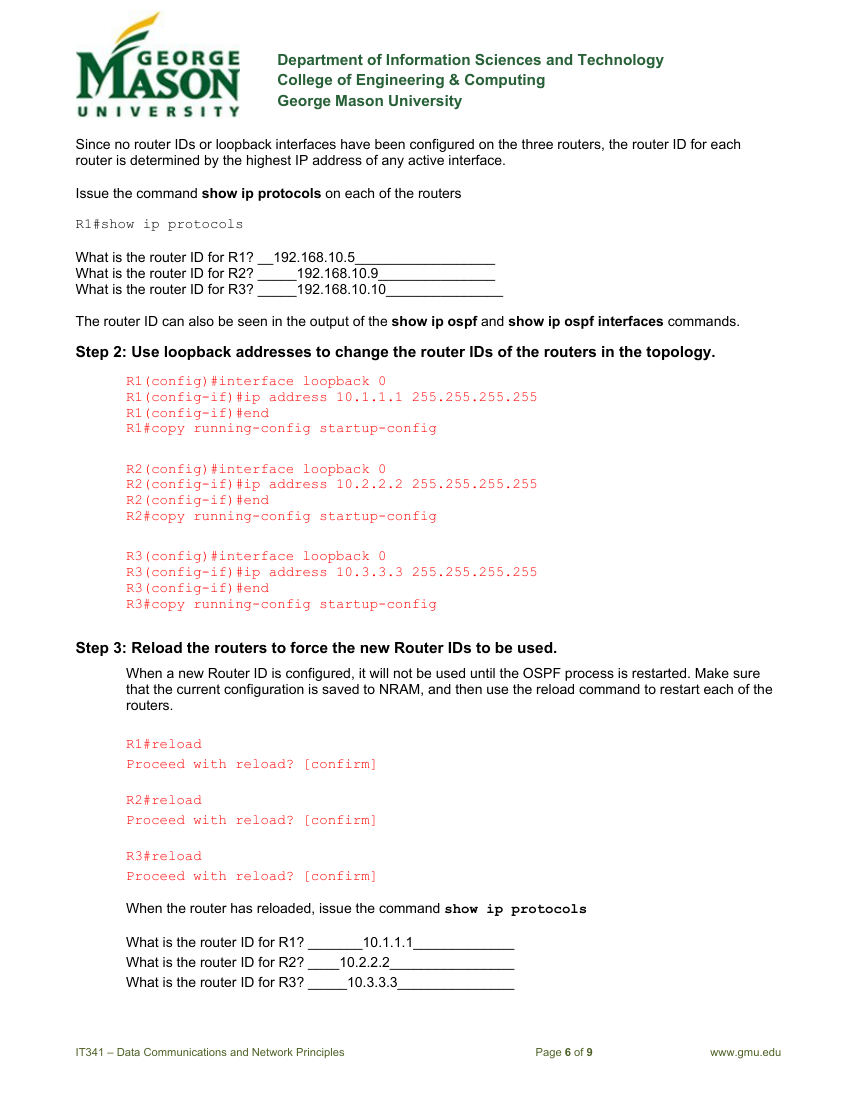 GEORGE
MASON
UNIVERSITY
Department of Information Sciences and Technology
College of Engineering & Computing
George Mason University
Since no router IDs or loopback interfaces have been configured on the three routers, the router ID for each
router is determined by the highest IP address of any active interface.
Issue the command show ip protocols on each of the routers
R1#show ip protocols
What is the router ID for R1? __192.168.10.5__________________
What is the router ID for R2? _____192.168.10.9_______________
What is the router ID for R3? _____192.168.10.10_______________
The router ID can also be seen in the output of the show ip ospf and show ip ospf interfaces commands.
Step 2: Use loopback addresses to change the router IDs of the routers in the topology.
R1(config)#interface loopback 0
R1(config-if)#ip address 10.1.1.1 255.255.255.255
R1(config-if)#end
R1#copy running-config startup-config
R2(config)#interface loopback 0
R2(config-if)#ip address 10.2.2.2 255.255.255.255
R2(config-if)#end
R2#copy running-config startup-config
R3(config)#interface loopback 0
R3(config-if)#ip address 10.3.3.3 255.255.255.255
R3(config-if)#end
R3#copy running-config startup-config
Step 3: Reload the routers to force the new Router IDs to be used.
When a new Router ID is configured, it will not be used until the OSPF process is restarted. Make sure
that the current configuration is saved to NRAM, and then use the reload command to restart each of the
routers.
R1#reload
Proceed with reload? [confirm]
R2#reload
Proceed with reload? [confirm]
R3#reload
Proceed with reload? [confirm]
When the router has reloaded, issue the command show ip protocols
What is the router ID for R1? _______10.1.1.1_____________
What is the router ID for R2? ____10.2.2.2________________
What is the router ID for R3? _____10.3.3.3_______________
IT341 – Data Communications and Network Principles
Page 6 of 9
www.gmu.edu